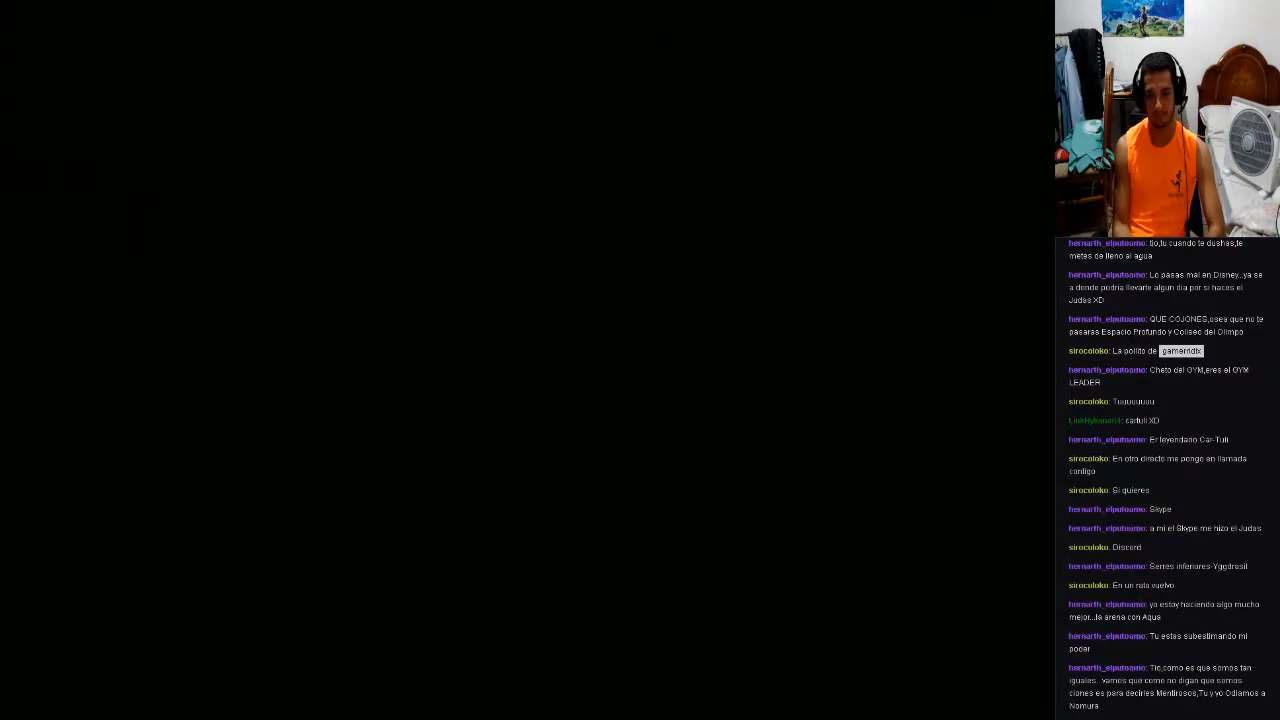 hernarth_elputoamo: tio,tu cuando te dushas,te
metes de lleno al agua
hernarth_elputoamo: Lo pasas mal en Disney...ya se
a donde podria llevarte algun dia por si haces el
Judas XD
hernarth_elputoamo: QUE COJONES,osea que no te
pasaras Espacio Profundo y Coliseo del Olimpo
sirocoloko: La pollito de gamerridix
hernarth_elputoamo: Cheto del GYM,eres el GYM
LEADER
sirocoloko: Tuuuuuuu
cartuli XD
hernarth_elputoamo: Er leyendario Car-Tuli
sirocoloko: En otro directo me pongo en llamada
contigo
sirocoloko: Si quieres
hernarth_elputoamo: Skype
hernarth_elputoamo: a mi el Skype me hizo el Judas
sirocoloko: Discord
hernarth_elputoamo: Serres inferiores-Yggdrasil
sirocoloko: En un rato vuelvo
hernarth_elputoamo: yo estoy haciendo algo mucho
mejor...la arena con Aqua
hernarth_elputoamo: Tu estas subestimando mi
poder
hernarth_elputoamo: Tio,como es que somos tan
iguales...vamos que como no digan que somos
clones es para decirles Mentirosos,Tu y yo Odiamos a
Nomura